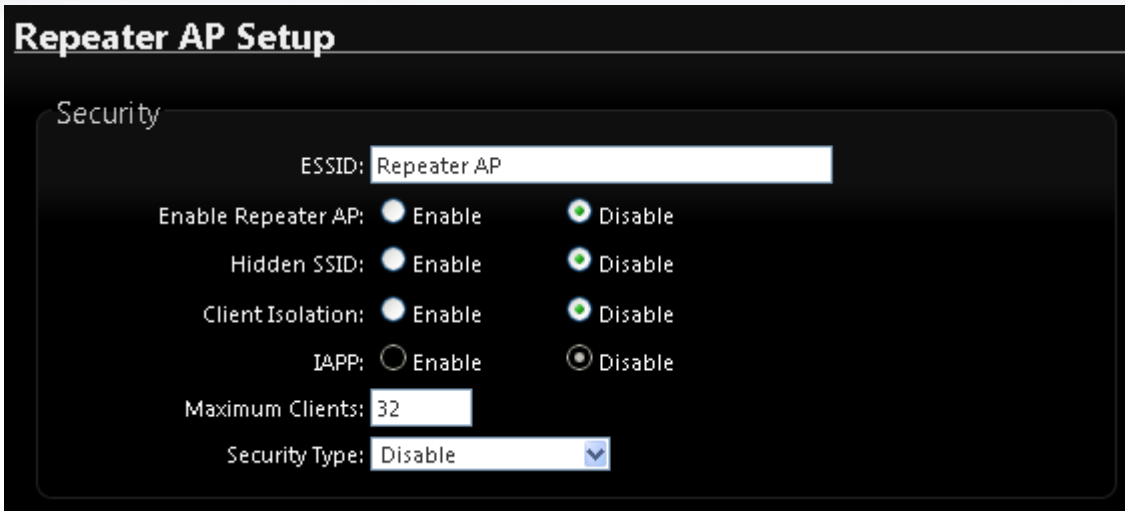 Repeater AP Setup
Security
ESSID: Repeater AP
Enable Repeater AP: Enable Disable
Hidden SSID: Enable Disable
Client Isolation: Enable Disable
IAPP: Enable Disable
Maximum Clients: 32
Security Type: Disable